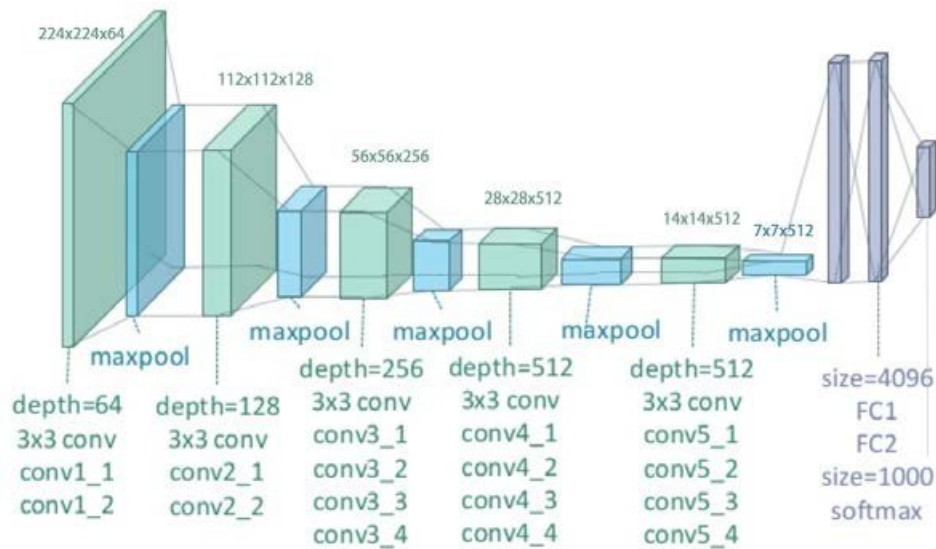 224x224x64
112x112x128
56x56x256
28x28x512
14x14x512
7x7x512
maxpool
maxpool
maxpool
maxpool
maxpool
depth=64
3x3 conv
conv1_1
conv1_2
depth=128
3x3 conv
conv2_1
conv2_2
depth=256
3x3 conv
conv3_1
conv3_2
conv3_3
conv3_4
depth=512
3x3 conv
conv4_1
conv4_2
conv4_3
conv4_4
depth=512
3x3 conv
conv5_1
conv5_2
conv5_3
conv5_4
size=4096
FC1
FC2
size=1000
softmax